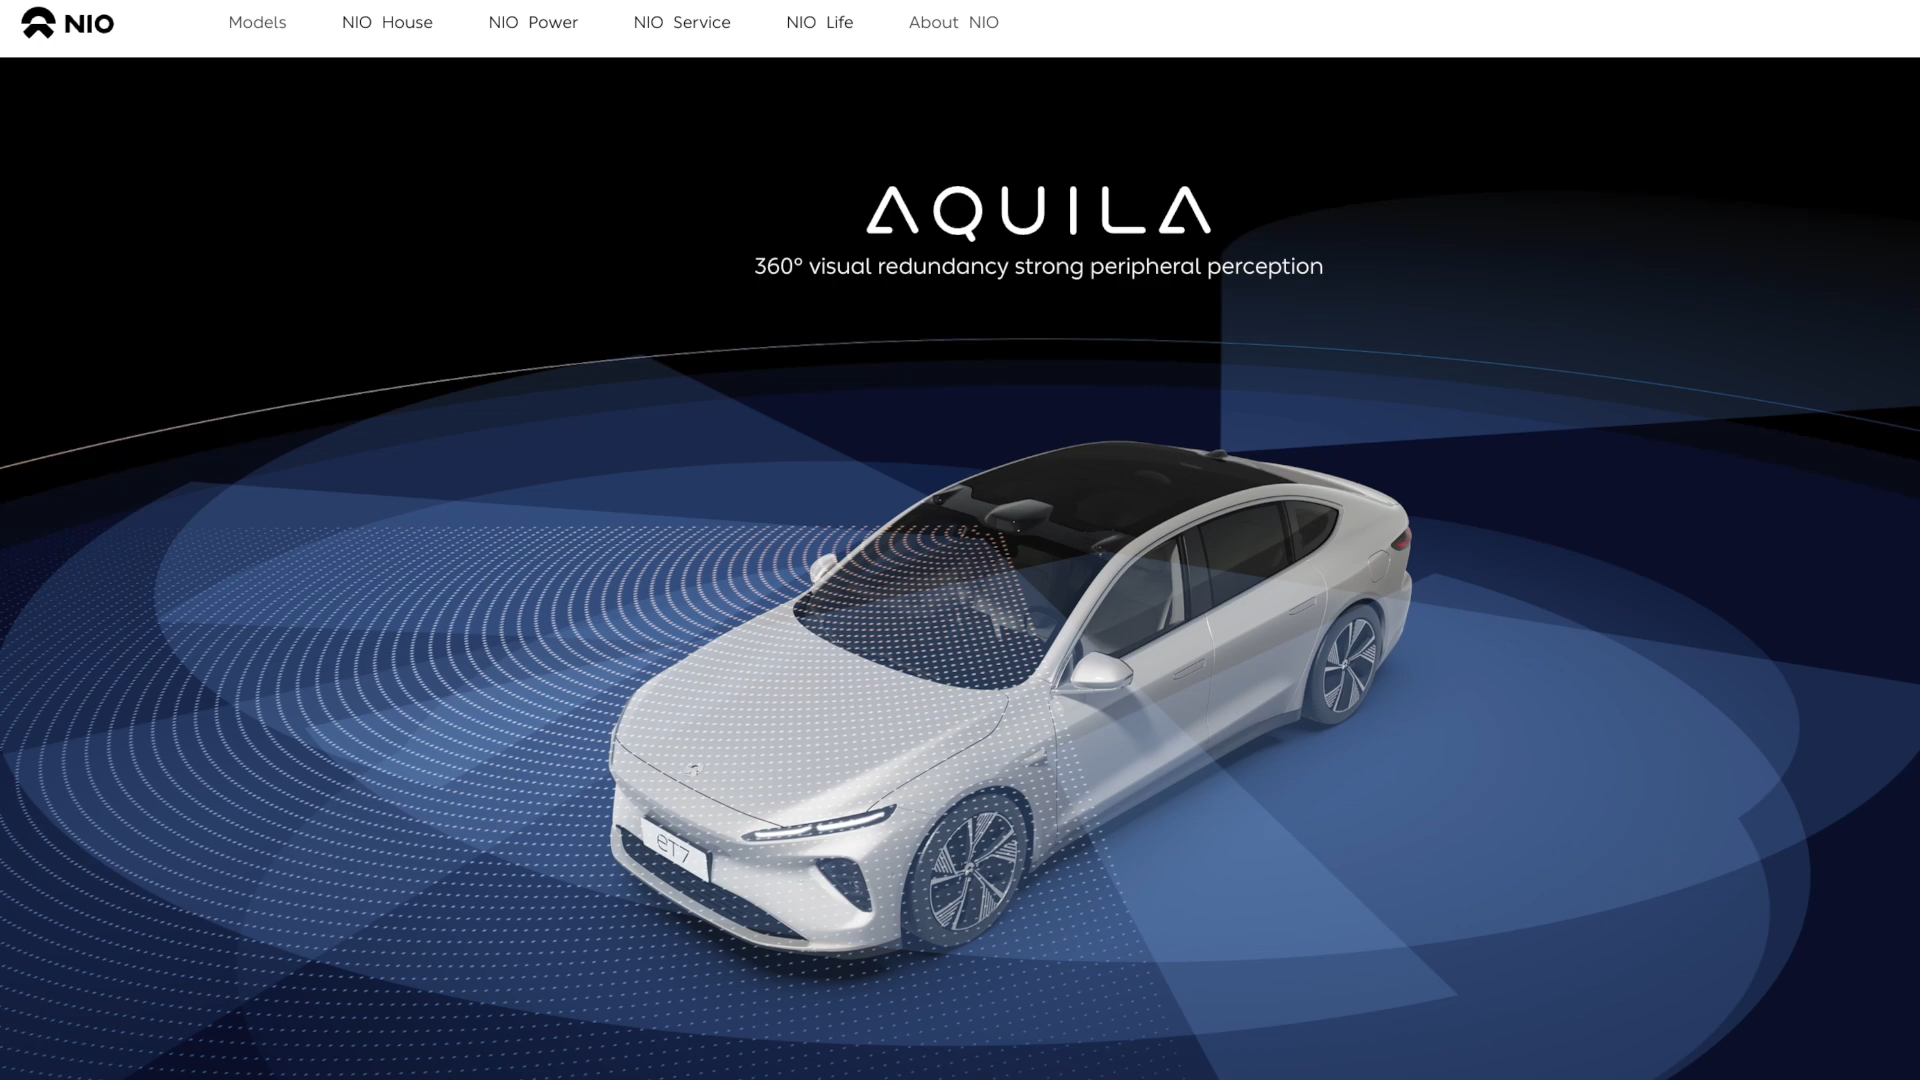 NIO
Models
NIO House
NIO Power
NIO Service
NIO Life
About NIO
AQUILA
360° visual redundancy strong peripheral perception
eT7